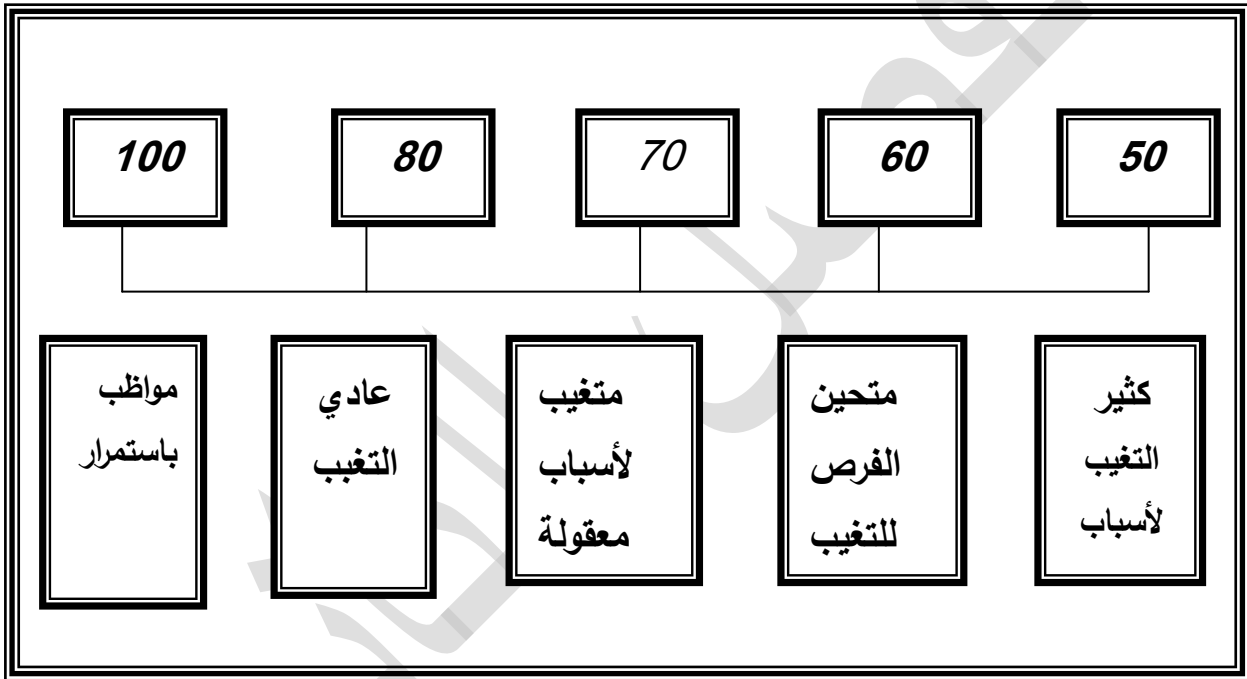 50
60
70
80
100
كثير
التغيب
لأسباب
متحين
الفرص
للتغيب
متغيب
لأسباب
معقولة
عادي
التغبب
مواظب
باستمرار